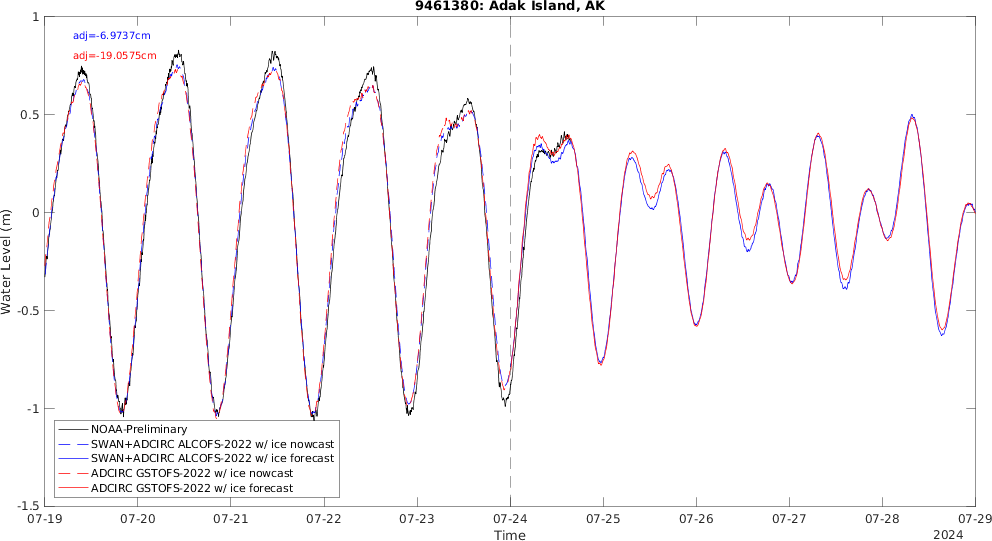 9461380: Adak Island, AK
adj=-6.9737cm
adj=-19.0575cm
Water Level (m)
1
0.5
0
-0.5
-1
-1.5
NOAA-Preliminary
SWAN+ADCIRC ALCOFS-2022 w/ ice nowcast
SWAN+ADCIRC ALCOFS-2022 w/ ice forecast
ADCIRC GSTOFS-2022 w/ ice nowcast
ADCIRC GSTOFS-2022 w/ ice forecast
07-19 07-20 07-21 07-22 07-23 07-24 07-25 07-26 07-27 07-28 07-29
Time
2024